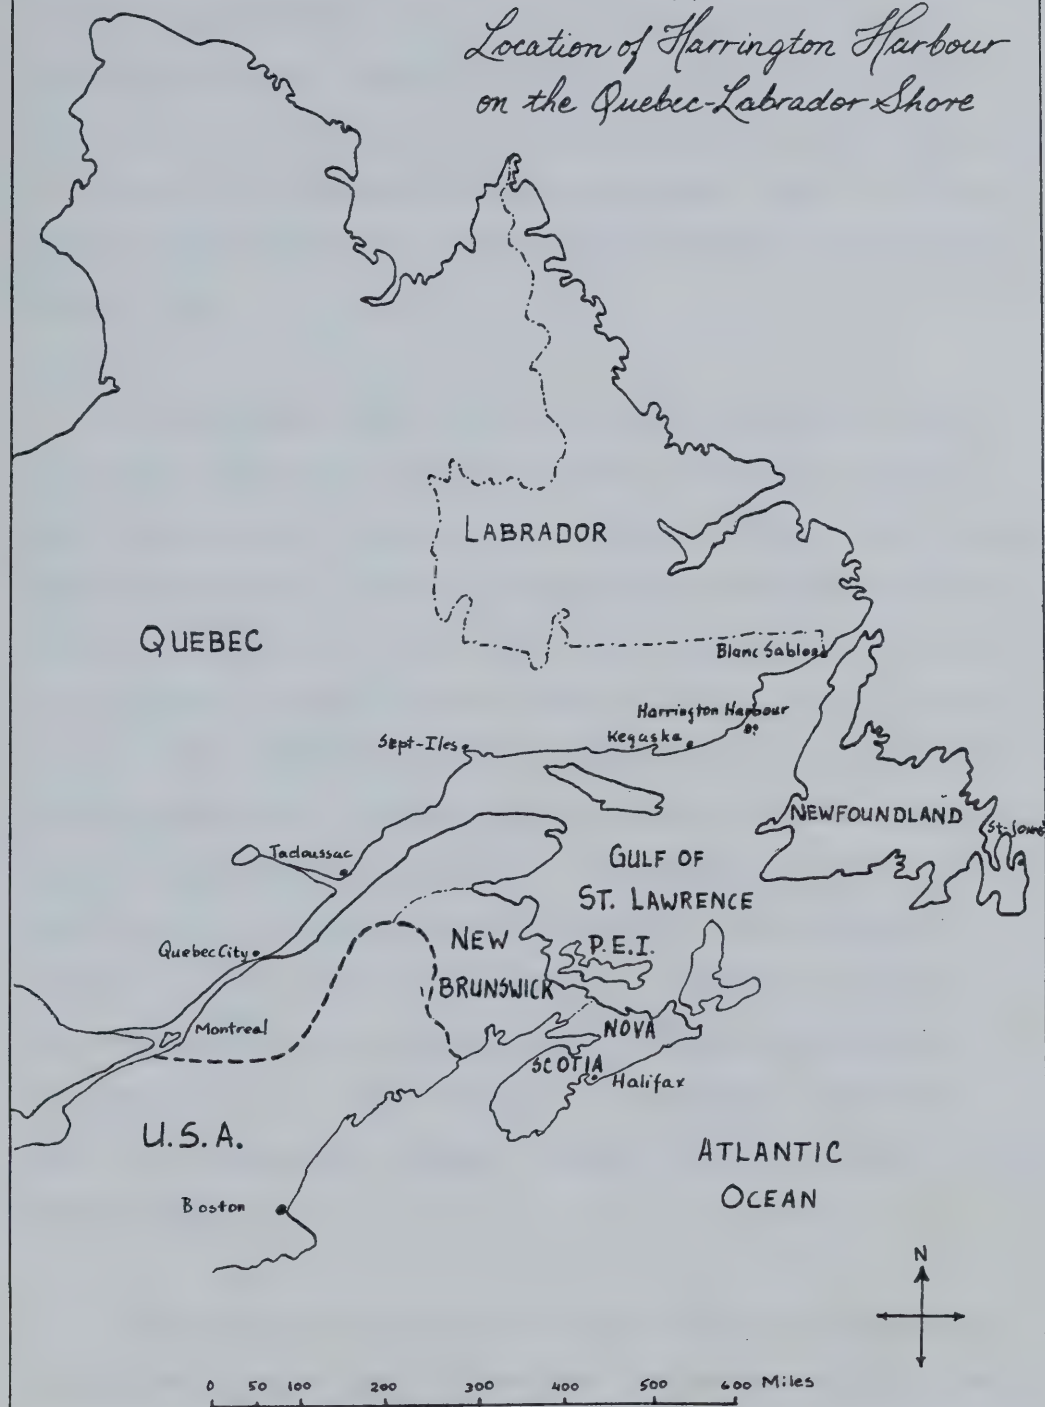 Location of Harrington Harbour
on the Quebec-Labrador Shore
LABRADOR
QUEBEC
Blanc Sablon
Harrington Harbour
Kegaska
Sept-Iles
NEWFOUNDLAND
St. John's
Tadoussac
GULF OF
ST. LAWRENCE
Quebec City
NEW
BRUNSWICK
P.E.I.
Montreal
NOVA
SCOTIA
Halifax
U.S.A.
ATLANTIC
OCEAN
Boston
N
0 50 100 200 300 400 500 600 Miles